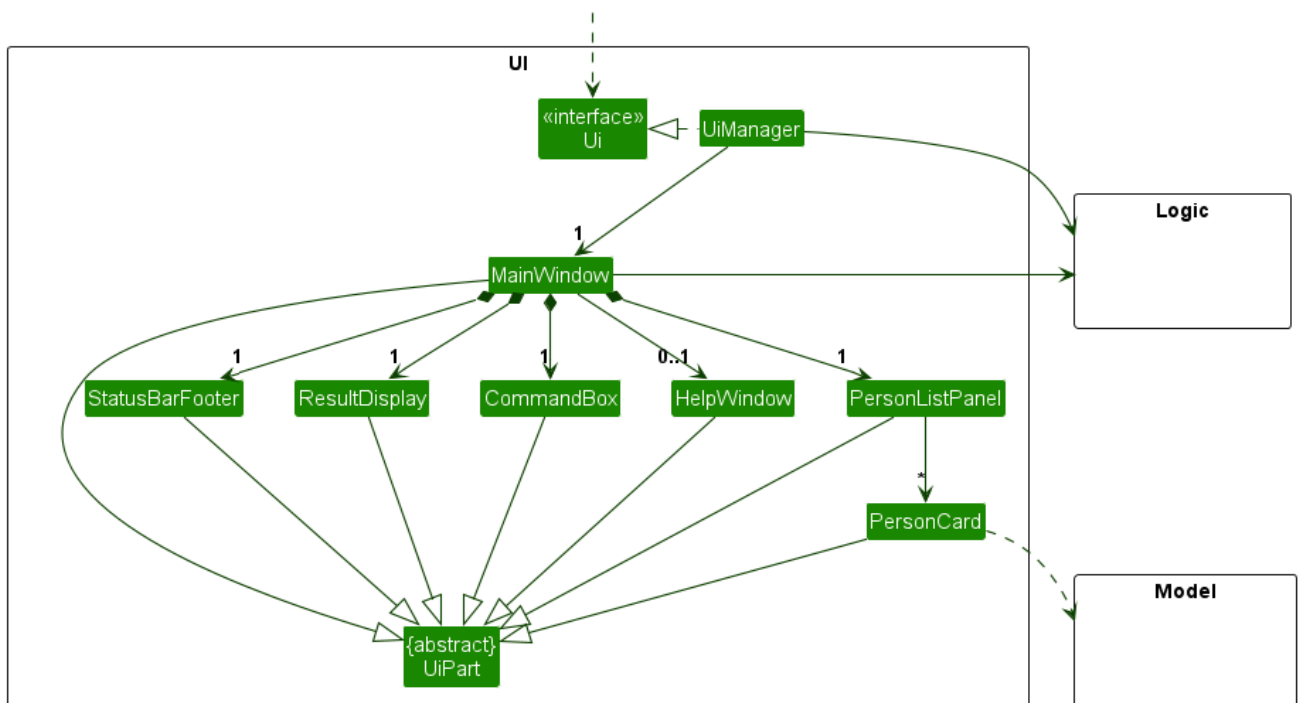 UI
«interface»
Ui
UiManager
Logic
1
MainWindow
1
1
1
0..1
1
StatusBarFooter
ResultDisplay
CommandBox
HelpWindow
PersonListPanel
*
PersonCard
Model
{abstract}
UiPart